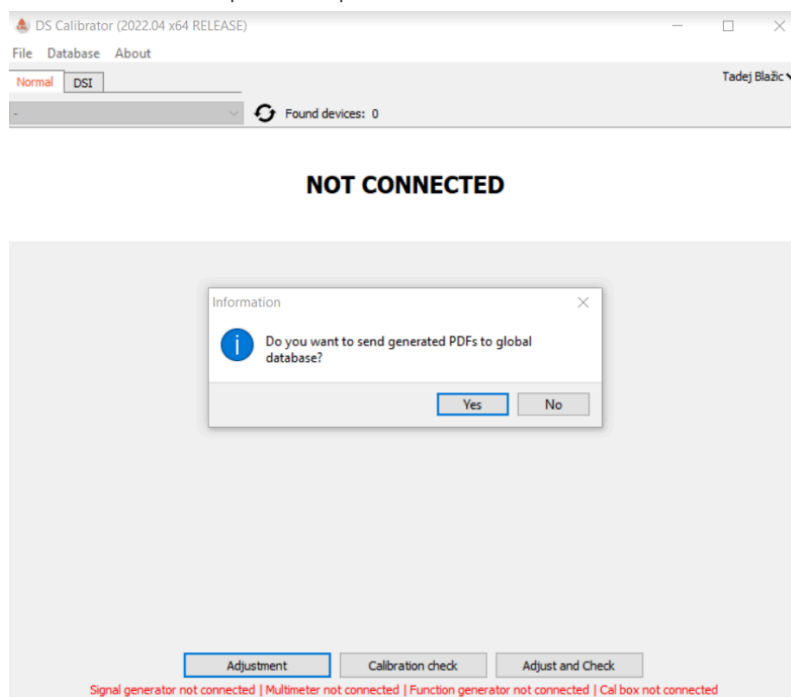 DS Calibrator (2022.04 x64 RELEASE)
File Database About
Normal DSI
Tadej Blažic
-
Found devices: 0
NOT CONNECTED
Information
Do you want to send generated PDFs to global
database?
Yes No
Adjustment Calibration check Adjust and Check
Signal generator not connected | Multimeter not connected | Function generator not connected | Cal box not connected